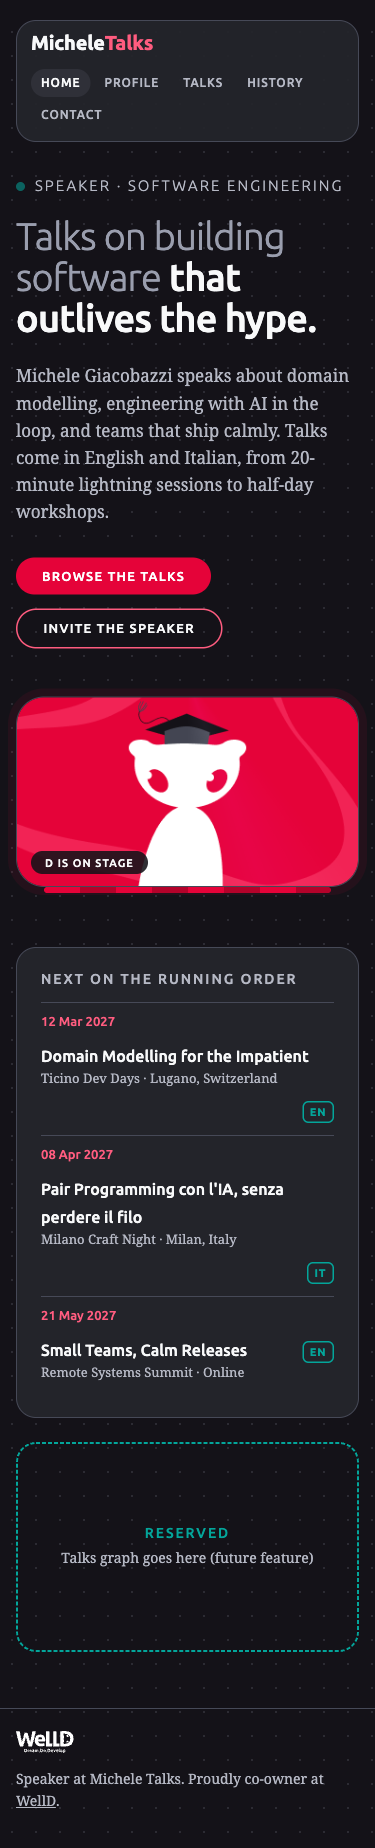 MicheleTalks
HOME PROFILE TALKS HISTORY
CONTACT
SPEAKER · SOFTWARE ENGINEERING
Talks on building
software that
outlives the hype.
Michele Giacobazzi speaks about domain
modelling, engineering with AI in the
loop, and teams that ship calmly. Talks
come in English and Italian, from 20-
minute lightning sessions to half-day
workshops.
BROWSE THE TALKS
INVITE THE SPEAKER
D IS ON STAGE
NEXT ON THE RUNNING ORDER
12 Mar 2027
Domain Modelling for the Impatient
Ticino Dev Days · Lugano, Switzerland
EN
08 Apr 2027
Pair Programming con l'IA, senza
perdere il filo
Milano Craft Night · Milan, Italy
IT
21 May 2027
Small Teams, Calm Releases
EN
Remote Systems Summit · Online
RESERVED
Talks graph goes here (future feature)
WellD
Dream.Do.Develop
Speaker at Michele Talks. Proudly co-owner at
WellD.